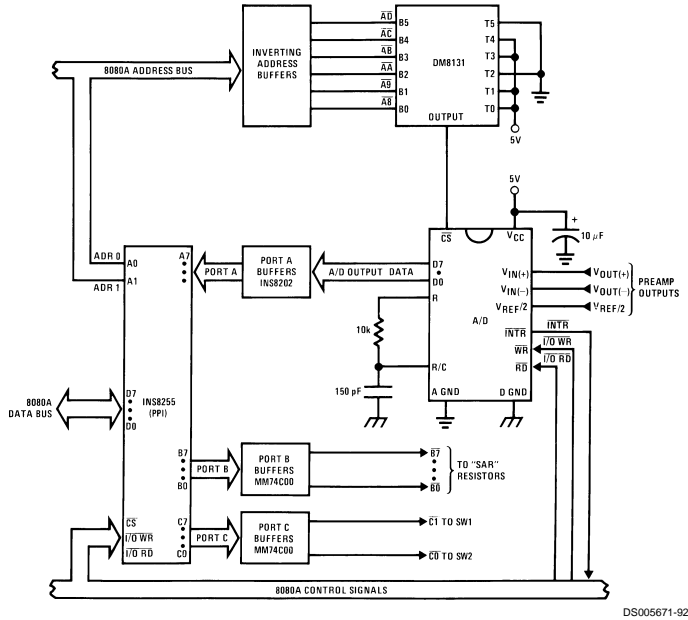 8080A ADDRESS BUS
INVERTING
ADDRESS
BUFFERS
AD
AC
AB
AA
A9
A8
B5
B4
B3
B2
B1
B0
DM8131
OUTPUT
T5
T4
T3
T2
T1
T0
5V
5V
+
10 μF
ADR 0
ADR 1
A0
A1
A7
PORT A
PORT A
BUFFERS
INS8202
A/D OUTPUT DATA
CS
VCC
D7
D0
R
R/C
A/D
VIN(+)
VIN(−)
VREF/2
INTR
WR
RD
A GND
D GND
VOUT(+)
VOUT(−)
VREF/2
PREAMP
OUTPUTS
INTR
I/O WR
I/O RD
10k
150 pF
8080A
DATA BUS
D7
D0
INS8255
(PPI)
B7
B0
PORT B
PORT B
BUFFERS
MM74C00
B7
B0
TO "SAR"
RESISTORS
CS
I/O WR
I/O RD
C7
C0
PORT C
PORT C
BUFFERS
MM74C00
C1 TO SW1
C0 TO SW2
8080A CONTROL SIGNALS
DS005671-92